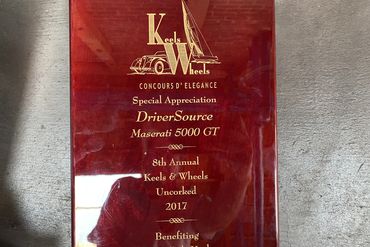 Keels
Wheels
CONCOURS D'ELEGANCE
Special Appreciation
DriverSource
Maserati 5000 GT
8th Annual
Keels & Wheels
Uncorked
2017
Benefiting